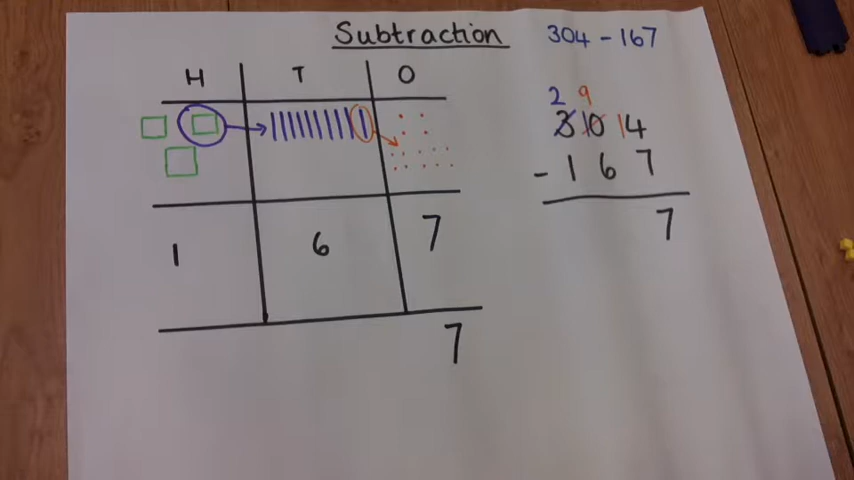 Subtraction 304 - 167
H T O
2 9
3 10 14
- 1 6 7
7
1 6 7
7